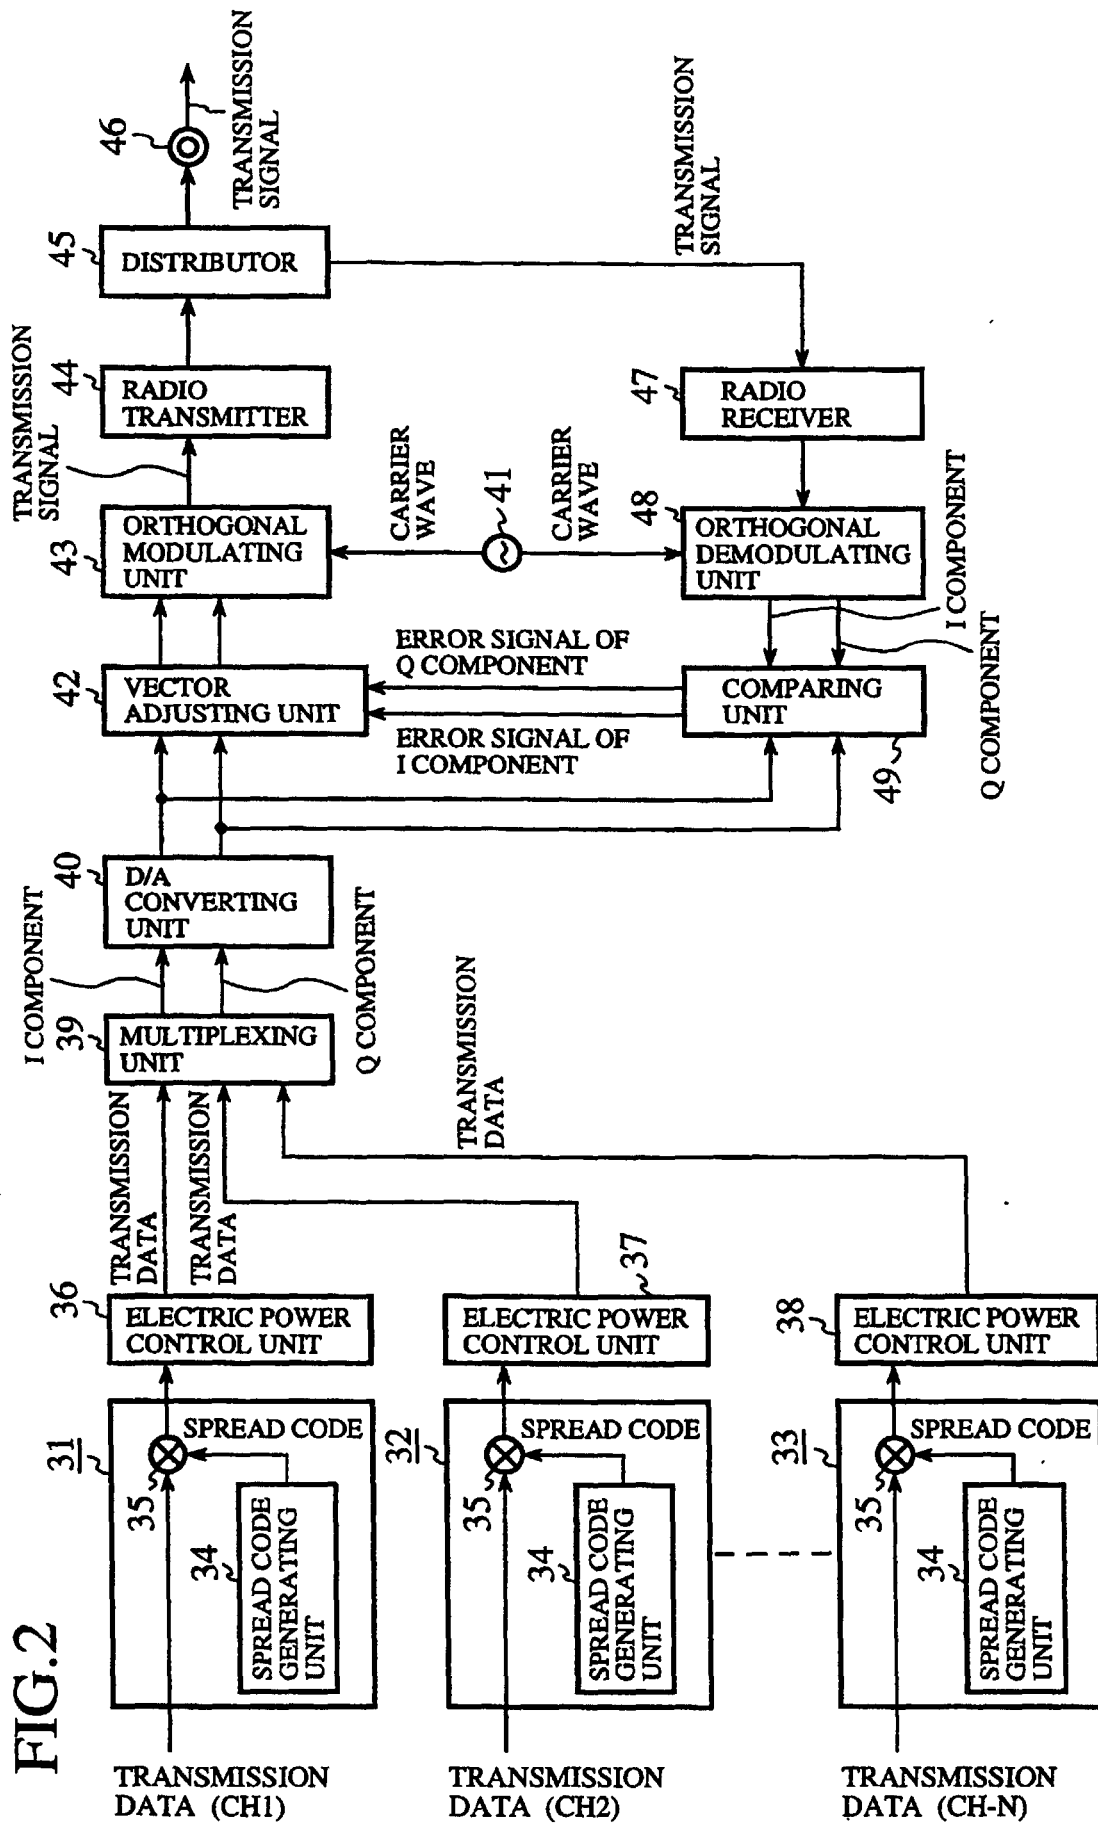 FIG.2
TRANSMISSION
SIGNAL
46
TRANSMISSION
SIGNAL
45
DISTRIBUTOR
TRANSMISSION
SIGNAL
44
RADIO
TRANSMITTER
47
RADIO
RECEIVER
TRANSMISSION
SIGNAL
43
ORTHOGONAL
MODULATING
UNIT
CARRIER
WAVE
41
CARRIER
WAVE
48
ORTHOGONAL
DEMODULATING
UNIT
I COMPONENT
Q COMPONENT
42
VECTOR
ADJUSTING UNIT
ERROR SIGNAL OF
Q COMPONENT
ERROR SIGNAL OF
I COMPONENT
COMPARING
UNIT
49
40
D/A
CONVERTING
UNIT
I COMPONENT
Q COMPONENT
39
MULTIPLEXING
UNIT
TRANSMISSION
DATA
TRANSMISSION
DATA
TRANSMISSION
DATA
36
ELECTRIC POWER
CONTROL UNIT
37
ELECTRIC POWER
CONTROL UNIT
38
ELECTRIC POWER
CONTROL UNIT
31
SPREAD CODE
35
34
SPREAD CODE
GENERATING
UNIT
32
SPREAD CODE
35
34
SPREAD CODE
GENERATING
UNIT
33
SPREAD CODE
35
34
SPREAD CODE
GENERATING
UNIT
TRANSMISSION
DATA (CH1)
TRANSMISSION
DATA (CH2)
TRANSMISSION
DATA (CH-N)